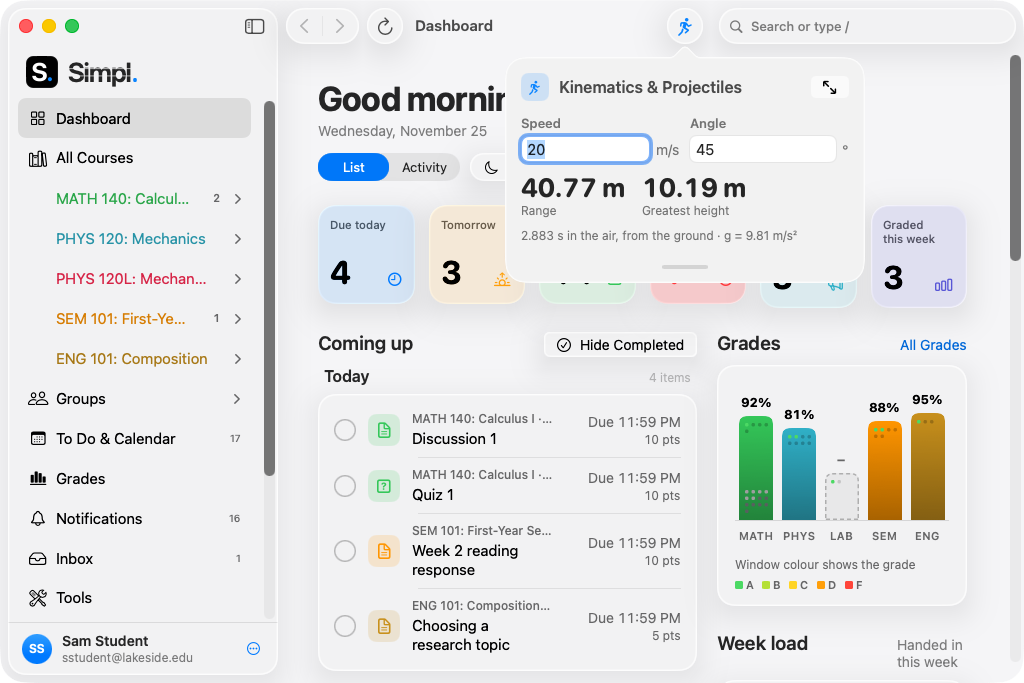 S.
Simpl.
Dashboard
All Courses
MATH 140: Calcul... 2
PHYS 120: Mechanics
PHYS 120L: Mechan...
SEM 101: First-Ye... 1
ENG 101: Composition
Groups
To Do & Calendar 17
Grades
Notifications 16
Inbox 1
Tools
SS
Sam Student
sstudent@lakeside.edu
Dashboard
Search or type /
Good mornin
Wednesday, November 25
List
Activity
Kinematics & Projectiles
Speed
20 m/s
Angle
45 °
40.77 m
Range
10.19 m
Greatest height
2.883 s in the air, from the ground · g = 9.81 m/s²
Due today
4
Tomorrow
3
Graded
this week
3
Coming up
Hide Completed
Today
4 items
MATH 140: Calculus I ·...
Discussion 1
Due 11:59 PM
10 pts
MATH 140: Calculus I ·...
Quiz 1
Due 11:59 PM
10 pts
SEM 101: First-Year Se...
Week 2 reading
response
Due 11:59 PM
10 pts
ENG 101: Composition...
Choosing a
research topic
Due 11:59 PM
5 pts
Grades
All Grades
92%
81%
–
88%
95%
MATH PHYS LAB SEM ENG
Window colour shows the grade
A B C D F
Week load
Handed in
this week